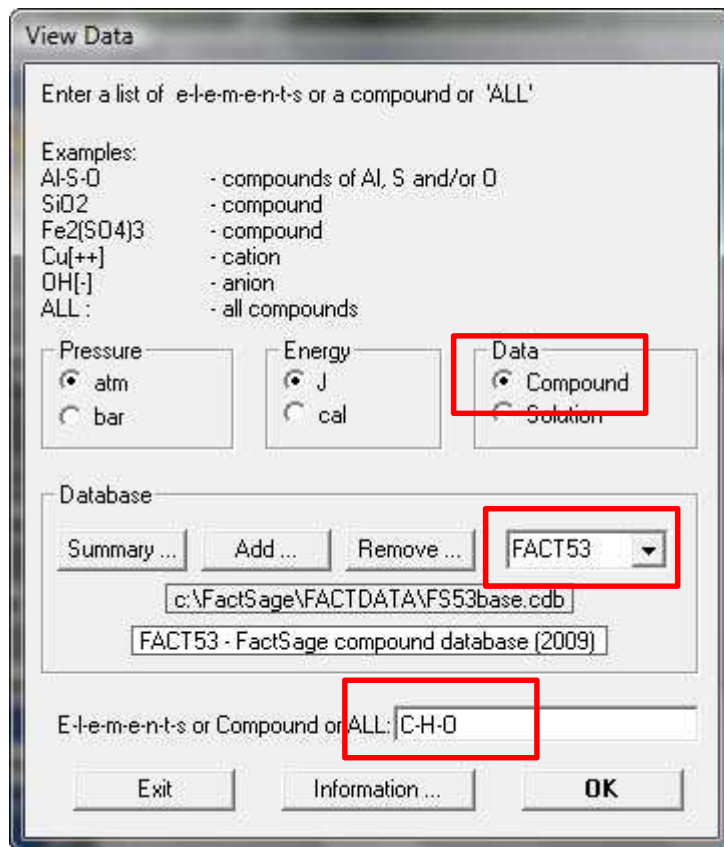 View Data
Enter a list of e-l-e-m-e-n-t-s or a compound or 'ALL'
Examples:
Al-S-O - compounds of Al, S and/or O
SiO2 - compound
Fe2(SO4)3 - compound
Cu[++] - cation
OH[-] - anion
ALL : - all compounds
Pressure Energy Data
atm J Compound
bar cal Solution
Database
Summary ... Add ... Remove ... FACT53
c:\FactSage\FACTDATA\FS53base.cdb
FACT53 - FactSage compound database (2009)
E-l-e-m-e-n-t-s or Compound or ALL: C-H-O
Exit Information ... OK